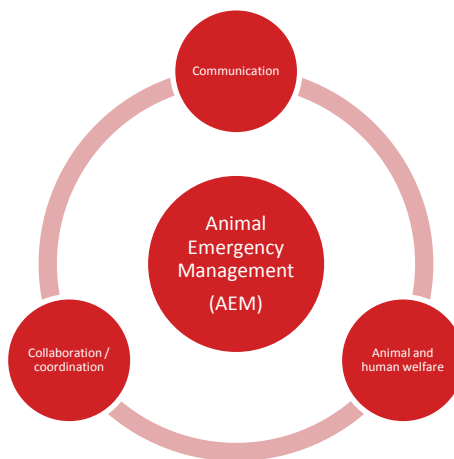 Communication
Animal
Emergency
Management
(AEM)
Collaboration /
coordination
Animal and
human welfare